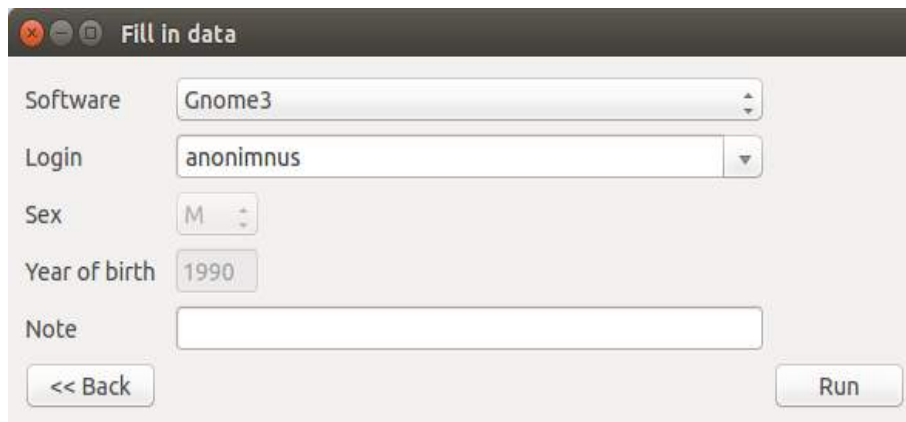 Fill in data
Software Gnome3
Login anonimnus
Sex M
Year of birth 1990
Note
<< Back Run